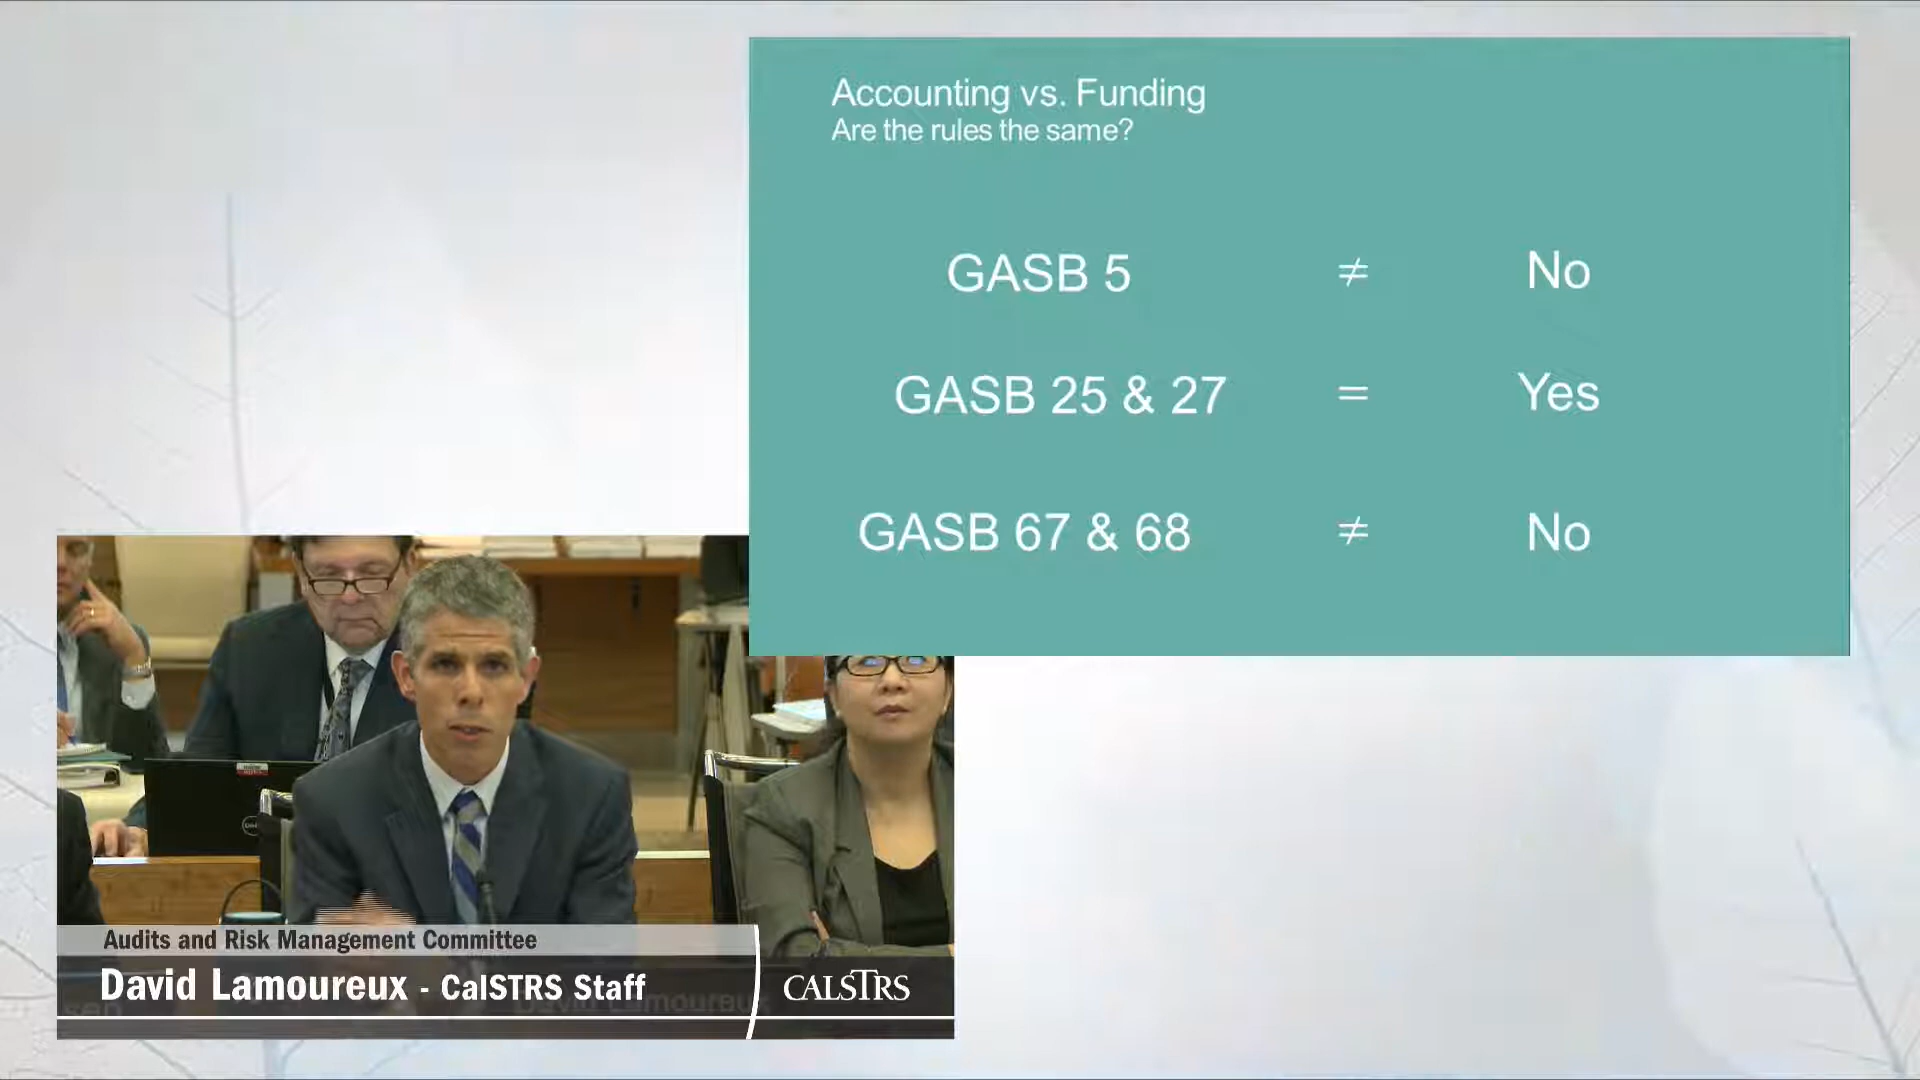 Accounting vs. Funding
Are the rules the same?
GASB 5 ≠ No
GASB 25 & 27 = Yes
GASB 67 & 68 ≠ No
Audits and Risk Management Committee
David Lamoureux - CalSTRS Staff
CALSTRS